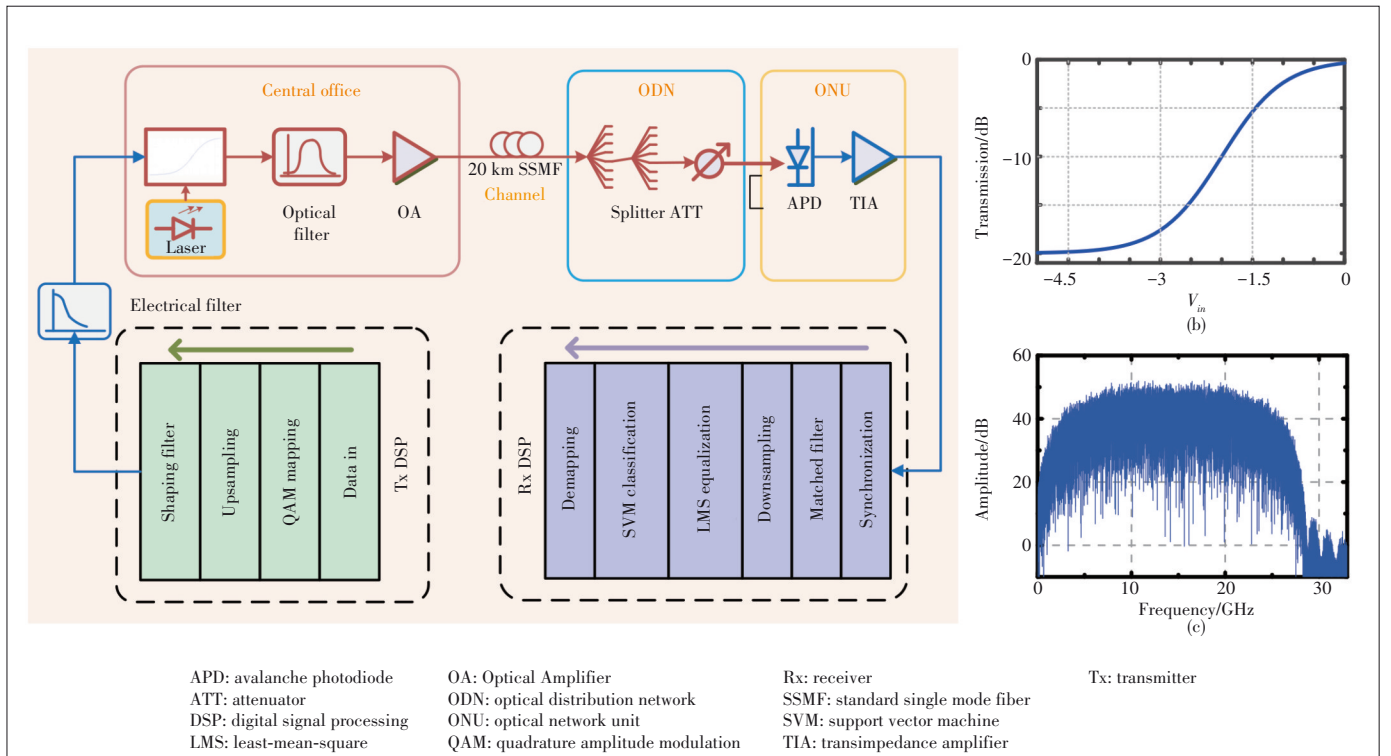 Central office
Laser
Optical
filter
OA
20 km SSMF
Channel
ODN
Splitter ATT
ONU
APD
TIA
Electrical filter
Shaping filter
Upsampling
QAM mapping
Data in
Tx DSP
Rx DSP
Demapping
SVM classification
LMS equalization
Downsampling
Matched filter
Synchronization
Transmission/dB
0
−10
−20
−4.5
−3
−1.5
0
V_in
(b)
Amplitude/dB
60
40
20
0
0
10
20
30
Frequency/GHz
(c)
APD: avalanche photodiode
ATT: attenuator
DSP: digital signal processing
LMS: least-mean-square
OA: Optical Amplifier
ODN: optical distribution network
ONU: optical network unit
QAM: quadrature amplitude modulation
Rx: receiver
SSMF: standard single mode fiber
SVM: support vector machine
TIA: transimpedance amplifier
Tx: transmitter